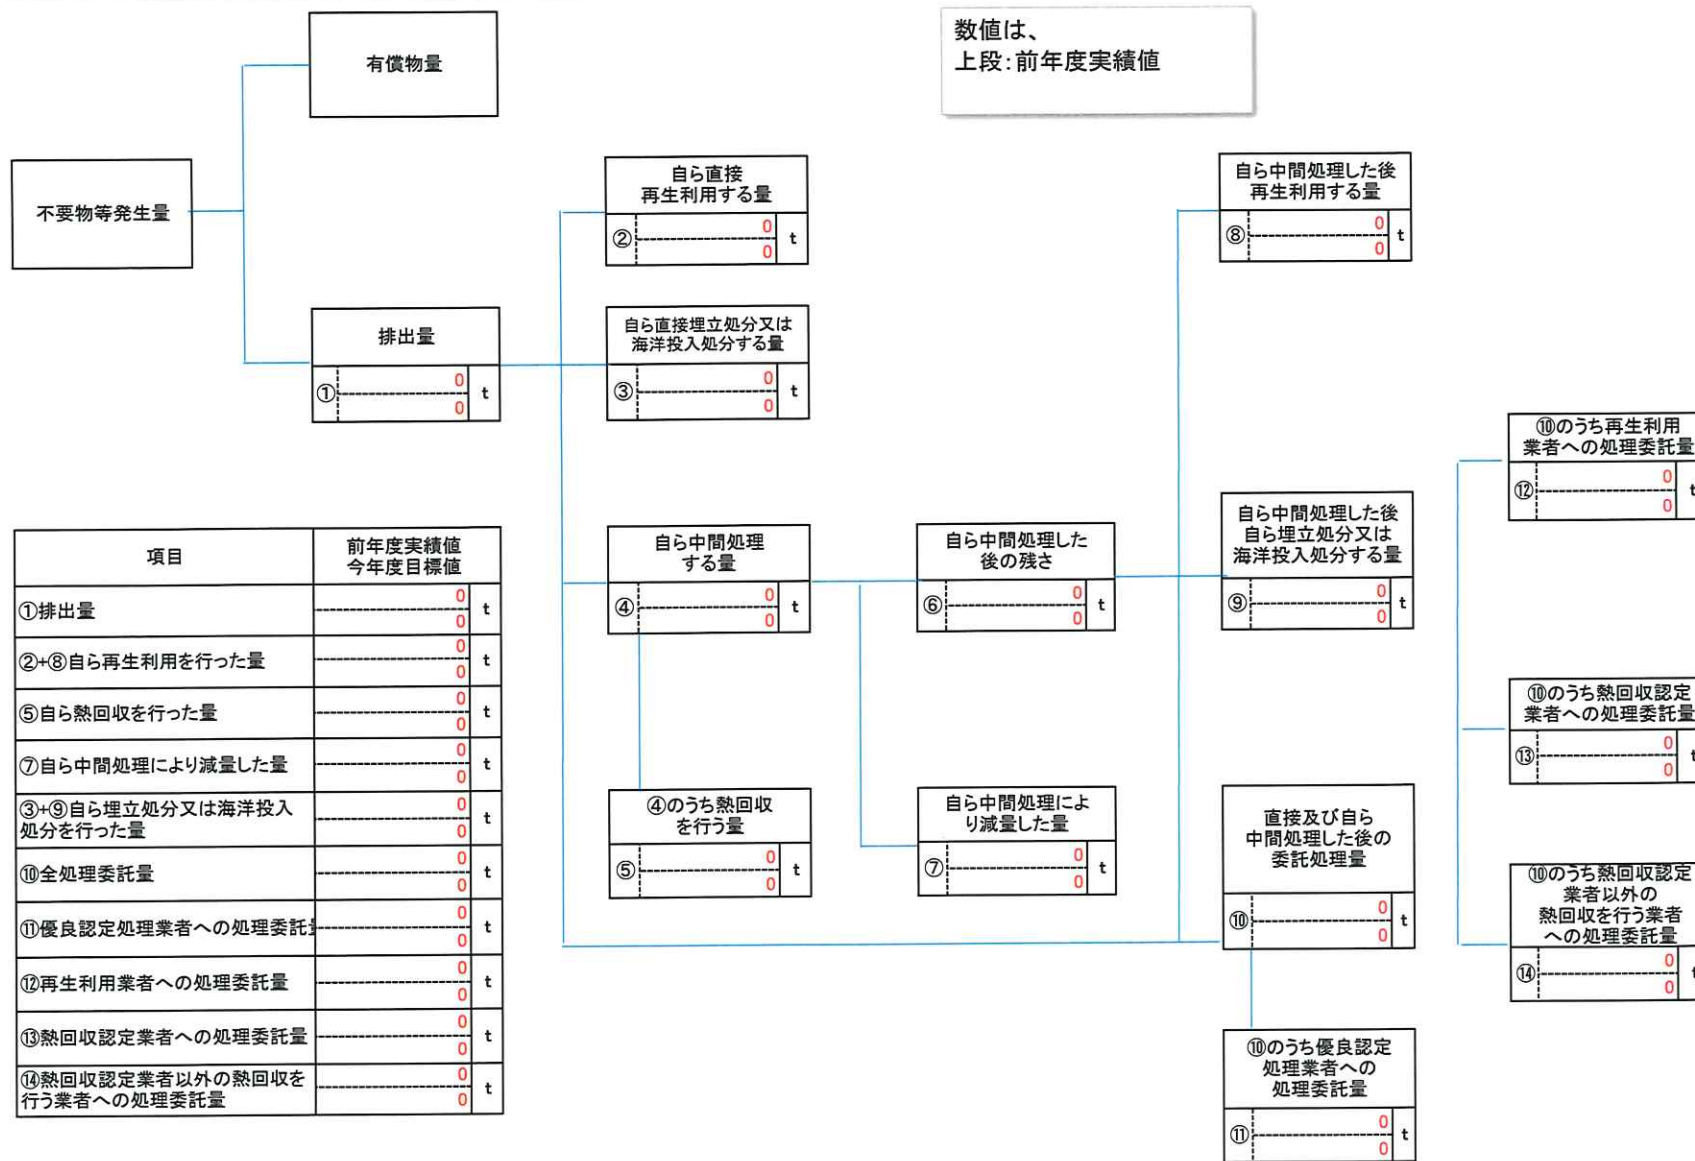 有償物量
数値は、
上段:前年度実績値
不要物等発生量
自ら直接
再生利用する量
②
0
0
t
自ら中間処理した後
再生利用する量
⑧
0
0
t
排出量
①
0
0
t
自ら直接埋立処分又は
海洋投入処分する量
③
0
0
t
⑩のうち再生利用
業者への処理委託量
⑫
0
0
t
自ら中間処理
する量
④
0
0
t
自ら中間処理した
後の残さ
⑥
0
0
t
自ら中間処理した後
自ら埋立処分又は
海洋投入処分する量
⑨
0
0
t
⑩のうち熱回収認定
業者への処理委託量
⑬
0
0
t
④のうち熱回収
を行う量
⑤
0
0
t
自ら中間処理によ
り減量した量
⑦
0
0
t
直接及び自ら
中間処理した後の
委託処理量
⑩
0
0
t
⑩のうち熱回収認定
業者以外の
熱回収を行う業者
への処理委託量
⑭
0
0
t
⑩のうち優良認定
処理業者への
処理委託量
⑪
0
0
t
項目 前年度実績値
今年度目標値
①排出量 0 t
0
②+⑧自ら再生利用を行った量 0 t
0
⑤自ら熱回収を行った量 0 t
0
⑦自ら中間処理により減量した量 0 t
0
③+⑨自ら埋立処分又は海洋投入 0 t
処分を行った量 0
⑩全処理委託量 0 t
0
⑪優良認定処理業者への処理委託 0 t
0
⑫再生利用業者への処理委託量 0 t
0
⑬熱回収認定業者への処理委託量 0 t
0
⑭熱回収認定業者以外の熱回収を 0 t
行う業者への処理委託量 0